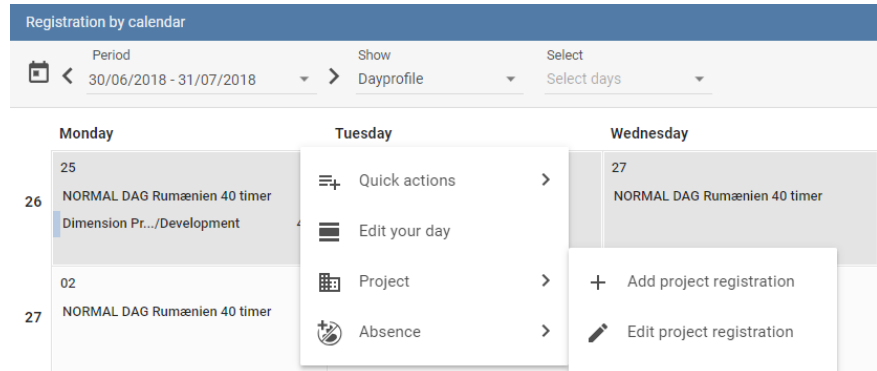 Registration by calendar
Period Show Select
30/06/2018 - 31/07/2018 Dayprofile Select days
Monday Tuesday Wednesday
26
25
NORMAL DAG Rumænien 40 timer
Dimension Pr.../Development 4
27
NORMAL DAG Rumænien 40 timer
27
02
NORMAL DAG Rumænien 40 timer
Quick actions
Edit your day
Project
Absence
Add project registration
Edit project registration